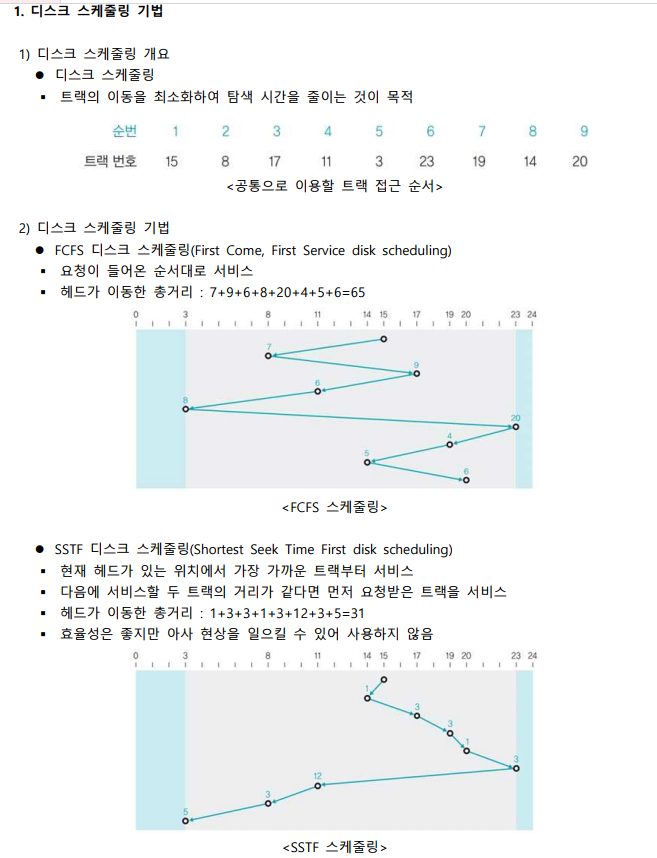 1. 디스크 스케줄링 기법
1) 디스크 스케줄링 개요
● 디스크 스케줄링
▪ 트랙의 이동을 최소화하여 탐색 시간을 줄이는 것이 목적
순번 1 2 3 4 5 6 7 8 9
트랙 번호 15 8 17 11 3 23 19 14 20
<공통으로 이용할 트랙 접근 순서>
2) 디스크 스케줄링 기법
● FCFS 디스크 스케줄링(First Come, First Service disk scheduling)
▪ 요청이 들어온 순서대로 서비스
▪ 헤드가 이동한 총거리 : 7+9+6+8+20+4+5+6=65
0 3 8 11 14 15 17 19 20 23 24
7
9
6
8
20
4
5
6
<FCFS 스케줄링>
● SSTF 디스크 스케줄링(Shortest Seek Time First disk scheduling)
▪ 현재 헤드가 있는 위치에서 가장 가까운 트랙부터 서비스
▪ 다음에 서비스할 두 트랙의 거리가 같다면 먼저 요청받은 트랙을 서비스
▪ 헤드가 이동한 총거리 : 1+3+3+1+3+12+3+5=31
▪ 효율성은 좋지만 아사 현상을 일으킬 수 있어 사용하지 않음
0 3 8 11 14 15 17 19 20 23 24
1
3
3
1
3
12
3
5
<SSTF 스케줄링>